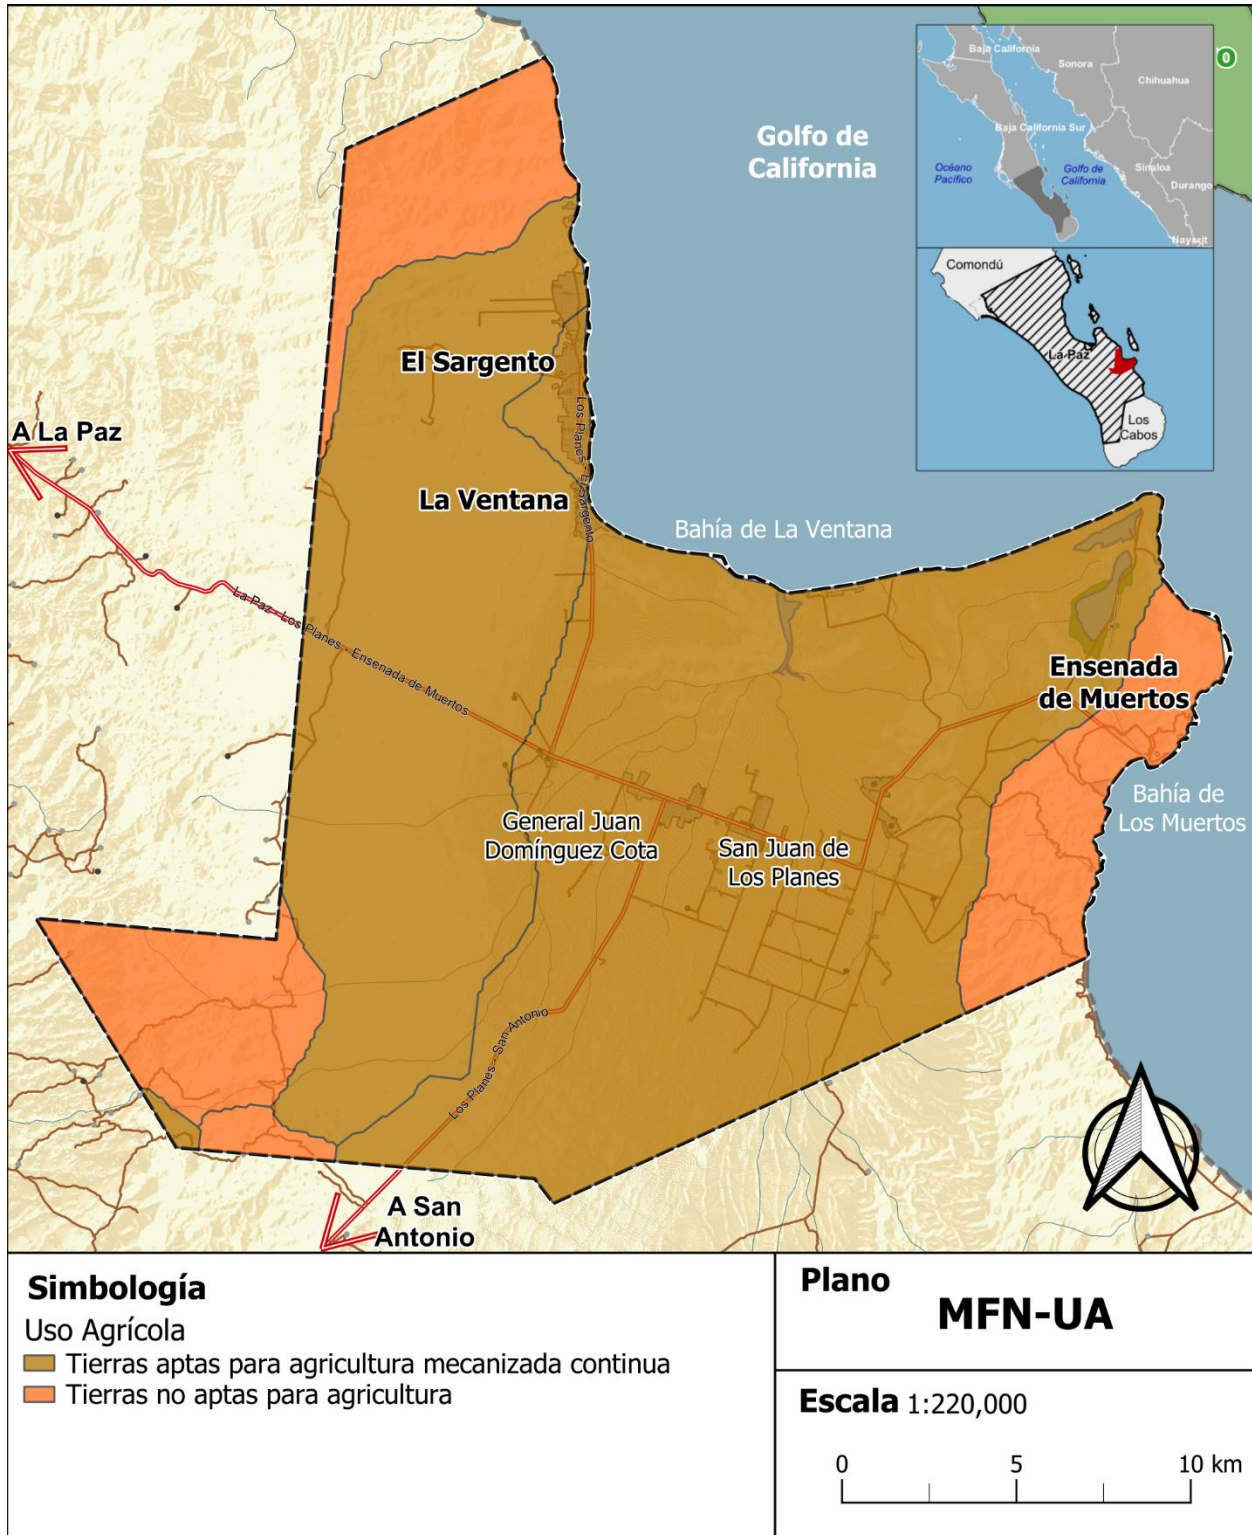 Golfo de
California
Baja California
Sonora
Chihuahua
Baja California Sur
Océano
Pacífico
Golfo de
California
Sinaloa
Durango
Nayarit
0
Comondú
La Paz
Los
Cabos
El Sargento
A La Paz
Los Planes - El Sargento
La Ventana
Bahía de La Ventana
La Paz - Los Planes - Ensenada de Muertos
Ensenada
de Muertos
Bahía de
Los Muertos
General Juan
Domínguez Cota
San Juan de
Los Planes
Los Planes - San Antonio
A San
Antonio
Simbología
Uso Agrícola
Tierras aptas para agricultura mecanizada continua
Tierras no aptas para agricultura
Plano
MFN-UA
Escala 1:220,000
0 5 10 km